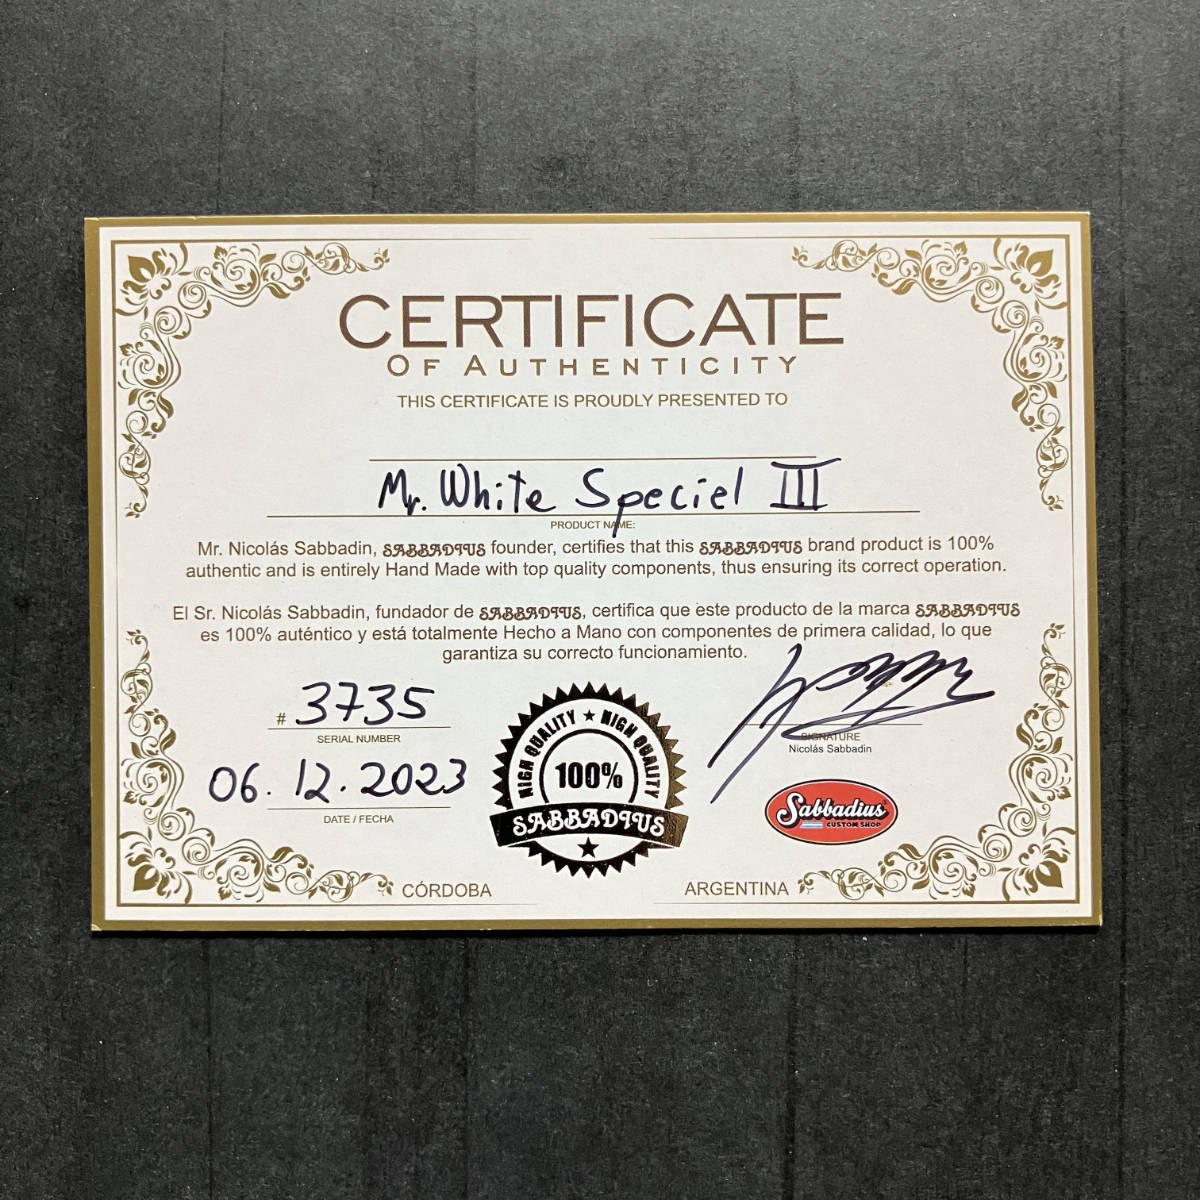 CERTIFICATE
OF AUTHENTICITY
THIS CERTIFICATE IS PROUDLY PRESENTED TO
Mr. White Speciel III
PRODUCT NAME:
Mr. Nicolás Sabbadin, SABBADIUS founder, certifies that this SABBADIUS brand product is 100%
authentic and is entirely Hand Made with top quality components, thus ensuring its correct operation.
El Sr. Nicolás Sabbadin, fundador de SABBADIUS, certifica que este producto de la marca SABBADIUS
es 100% auténtico y está totalmente Hecho a Mano con componentes de primera calidad, lo que
garantiza su correcto funcionamiento.
# 3735
SERIAL NUMBER
06.12.2023
DATE / FECHA
HIGH QUALITY ★ HIGH QUALITY
100%
SABBADIUS
SIGNATURE
Nicolás Sabbadin
Sabbadius
CUSTOM SHOP
CÓRDOBA
ARGENTINA